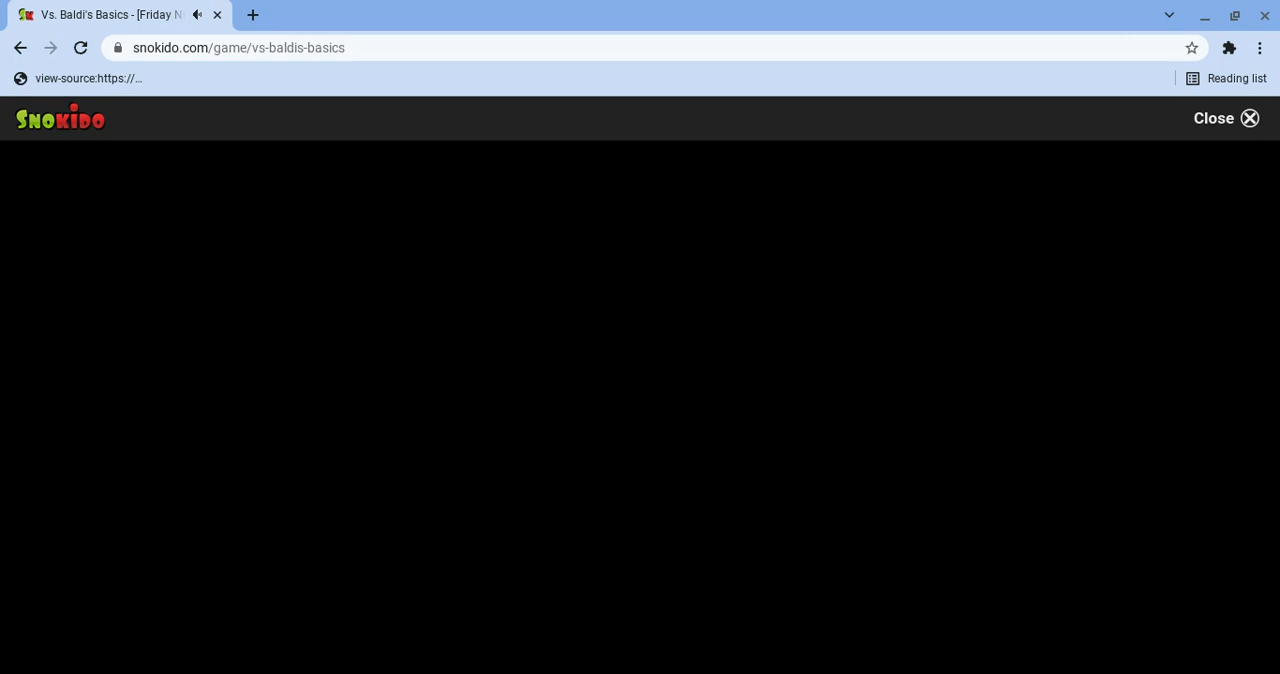 Vs. Baldi's Basics - [Friday N
snokido.com/game/vs-baldis-basics
view-source:https://...
Reading list
SNOKIDO
Close